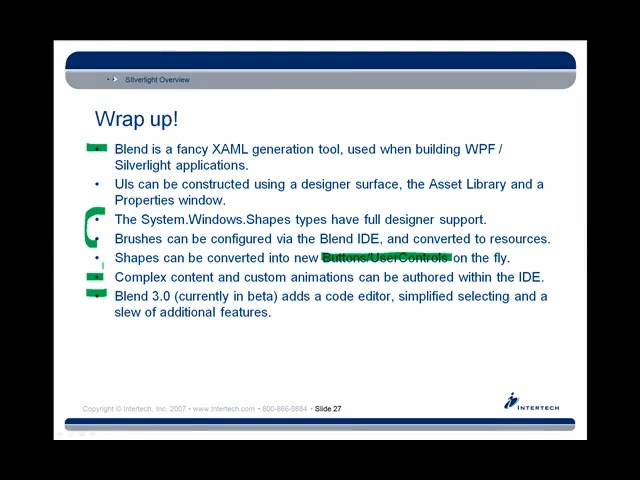 Silverlight Overview
Wrap up!
• Blend is a fancy XAML generation tool, used when building WPF /
Silverlight applications.
• UIs can be constructed using a designer surface, the Asset Library and a
Properties window.
• The System.Windows.Shapes types have full designer support.
• Brushes can be configured via the Blend IDE, and converted to resources.
• Shapes can be converted into new Buttons/UserControls on the fly.
• Complex content and custom animations can be authored within the IDE.
• Blend 3.0 (currently in beta) adds a code editor, simplified selecting and a
slew of additional features.
Copyright © Intertech, Inc. 2007 • www.Intertech.com • 800-866-9884 • Slide 27
INTERTECH